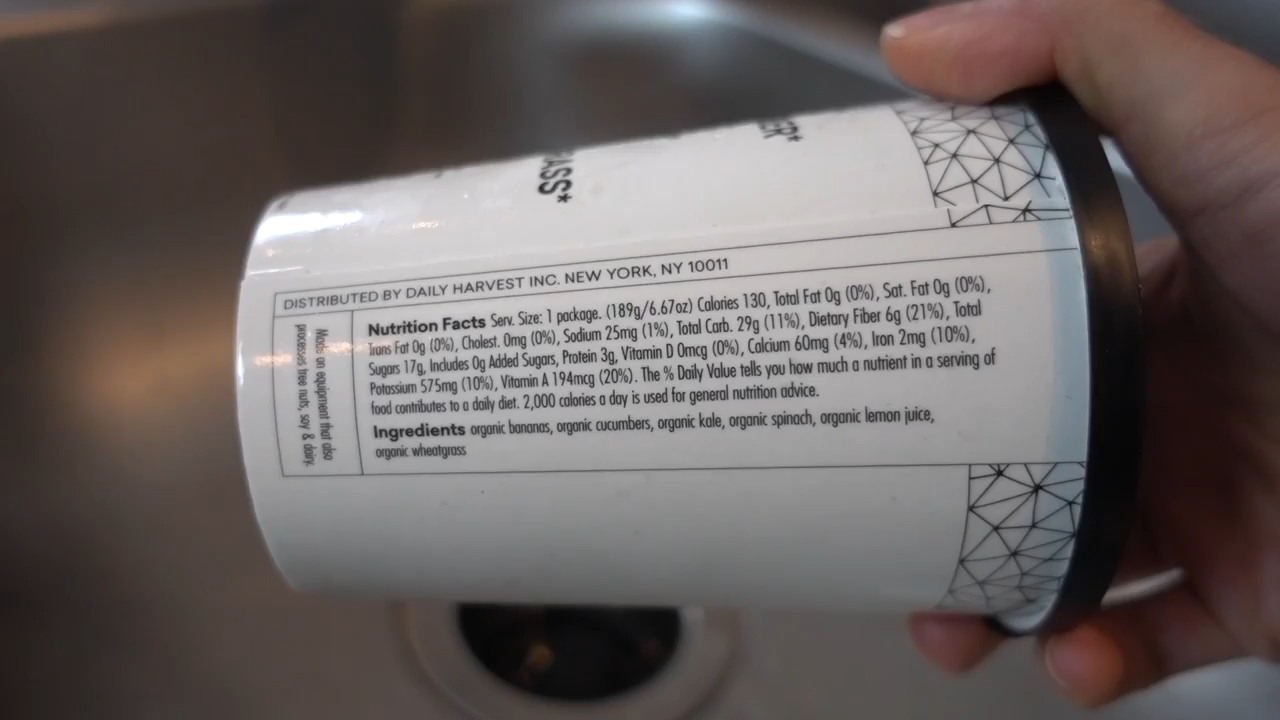 ER*
ASS*
DISTRIBUTED BY DAILY HARVEST INC. NEW YORK, NY 10011
Nutrition Facts Serv. Size: 1 package. (189g/6.67oz) Calories 130, Total Fat 0g (0%), Sat. Fat 0g (0%),
Trans Fat 0g (0%), Cholest. 0mg (0%), Sodium 25mg (1%), Total Carb. 29g (11%), Dietary Fiber 6g (21%), Total
Sugars 17g, Includes 0g Added Sugars, Protein 3g, Vitamin D 0mcg (0%), Calcium 60mg (4%), Iron 2mg (10%),
Potassium 575mg (10%), Vitamin A 194mcg (20%). The % Daily Value tells you how much a nutrient in a serving of
food contributes to a daily diet. 2,000 calories a day is used for general nutrition advice.
Ingredients organic bananas, organic cucumbers, organic kale, organic spinach, organic lemon juice,
organic wheatgrass
Made on equipment that also
processes tree nuts, soy & dairy.